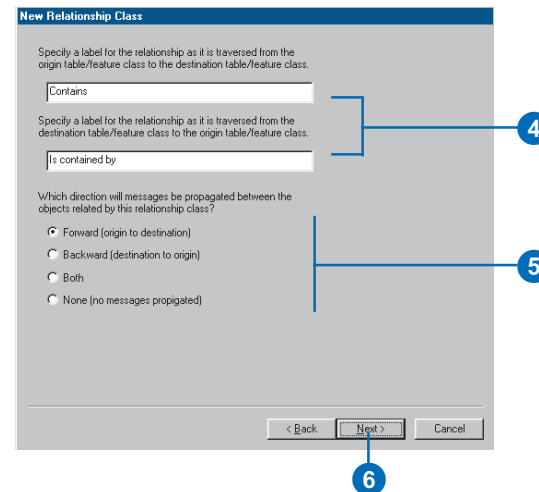 New Relationship Class
Specify a label for the relationship as it is traversed from the
origin table/feature class to the destination table/feature class.
Contains
Specify a label for the relationship as it is traversed from the
destination table/feature class to the origin table/feature class.
4
Is contained by
Which direction will messages be propagated between the
objects related by this relationship class?
Forward (origin to destination)
Backward (destination to origin)
5
Both
None (no messages propigated)
< Back
Next >
Cancel
6